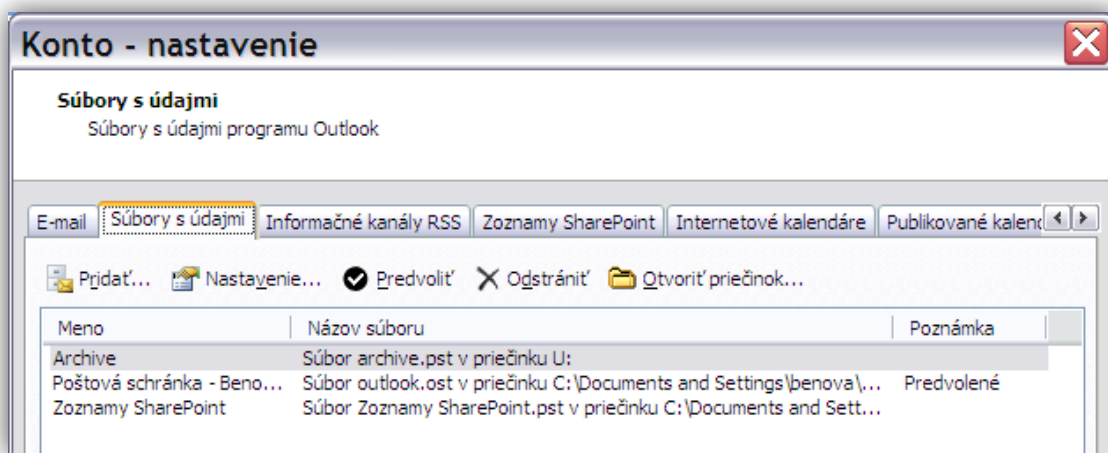 Konto - nastavenie
Súbory s údajmi
Súbory s údajmi programu Outlook
E-mail Súbory s údajmi Informačné kanály RSS Zoznamy SharePoint Internetové kalendáre Publikované kalend
Pridať... Nastavenie... Predvoliť Odstrániť Otvoriť priečinok...
Meno Názov súboru Poznámka
Archive Súbor archive.pst v priečinku U:
Poštová schránka - Beno... Súbor outlook.ost v priečinku C:\Documents and Settings\benova\... Predvolené
Zoznamy SharePoint Súbor Zoznamy SharePoint.pst v priečinku C:\Documents and Sett...